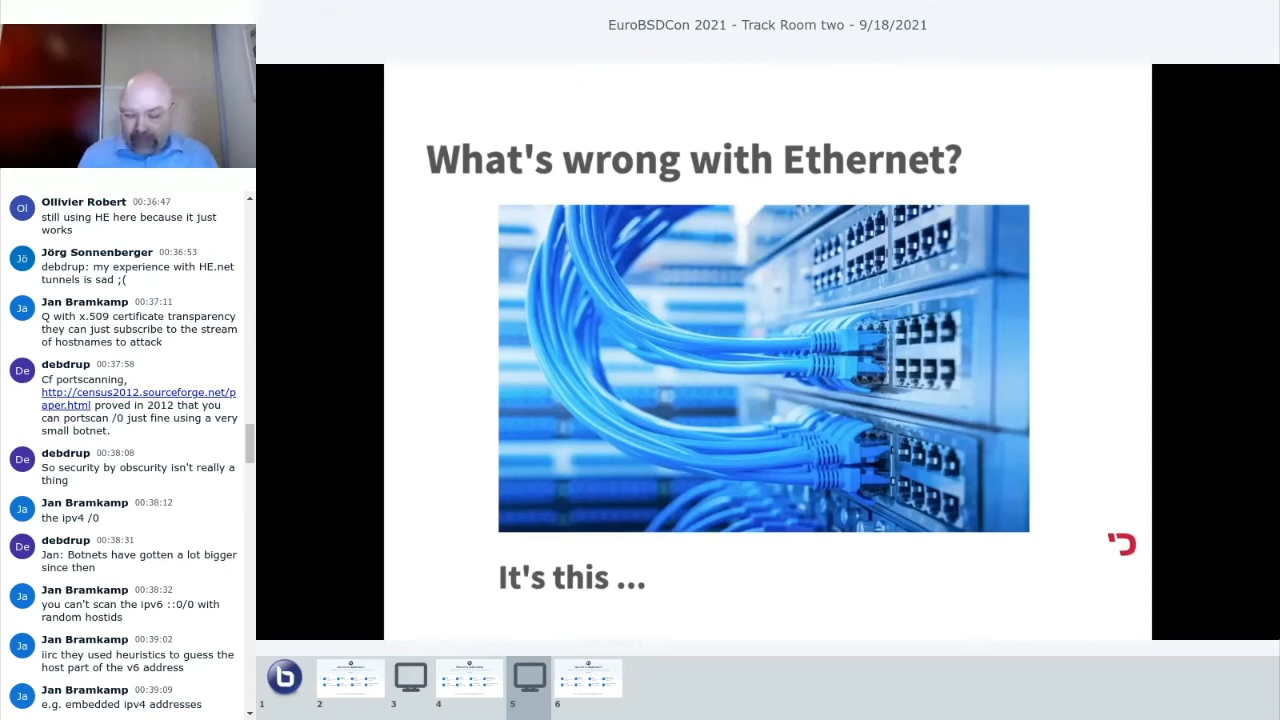 EuroBSDCon 2021 - Track Room two - 9/18/2021
Ol
Ollivier Robert 00:36:47
still using HE here because it just
works
Jö
Jörg Sonnenberger 00:36:53
debdrup: my experience with HE.net
tunnels is sad ;(
Ja
Jan Bramkamp 00:37:11
Q with x.509 certificate transparency
they can just subscribe to the stream
of hostnames to attack
De
debdrup 00:37:58
Cf portscanning,
http://census2012.sourceforge.net/p
aper.html proved in 2012 that you
can portscan /0 just fine using a very
small botnet.
De
debdrup 00:38:08
So security by obscurity isn't really a
thing
Ja
Jan Bramkamp 00:38:12
the ipv4 /0
De
debdrup 00:38:31
Jan: Botnets have gotten a lot bigger
since then
Ja
Jan Bramkamp 00:38:32
you can't scan the ipv6 ::0/0 with
random hostids
Ja
Jan Bramkamp 00:39:02
iirc they used heuristics to guess the
host part of the v6 address
Ja
Jan Bramkamp 00:39:09
e.g. embedded ipv4 addresses
What's wrong with Ethernet?
It's this ...
b
1
2
3
4
5
6